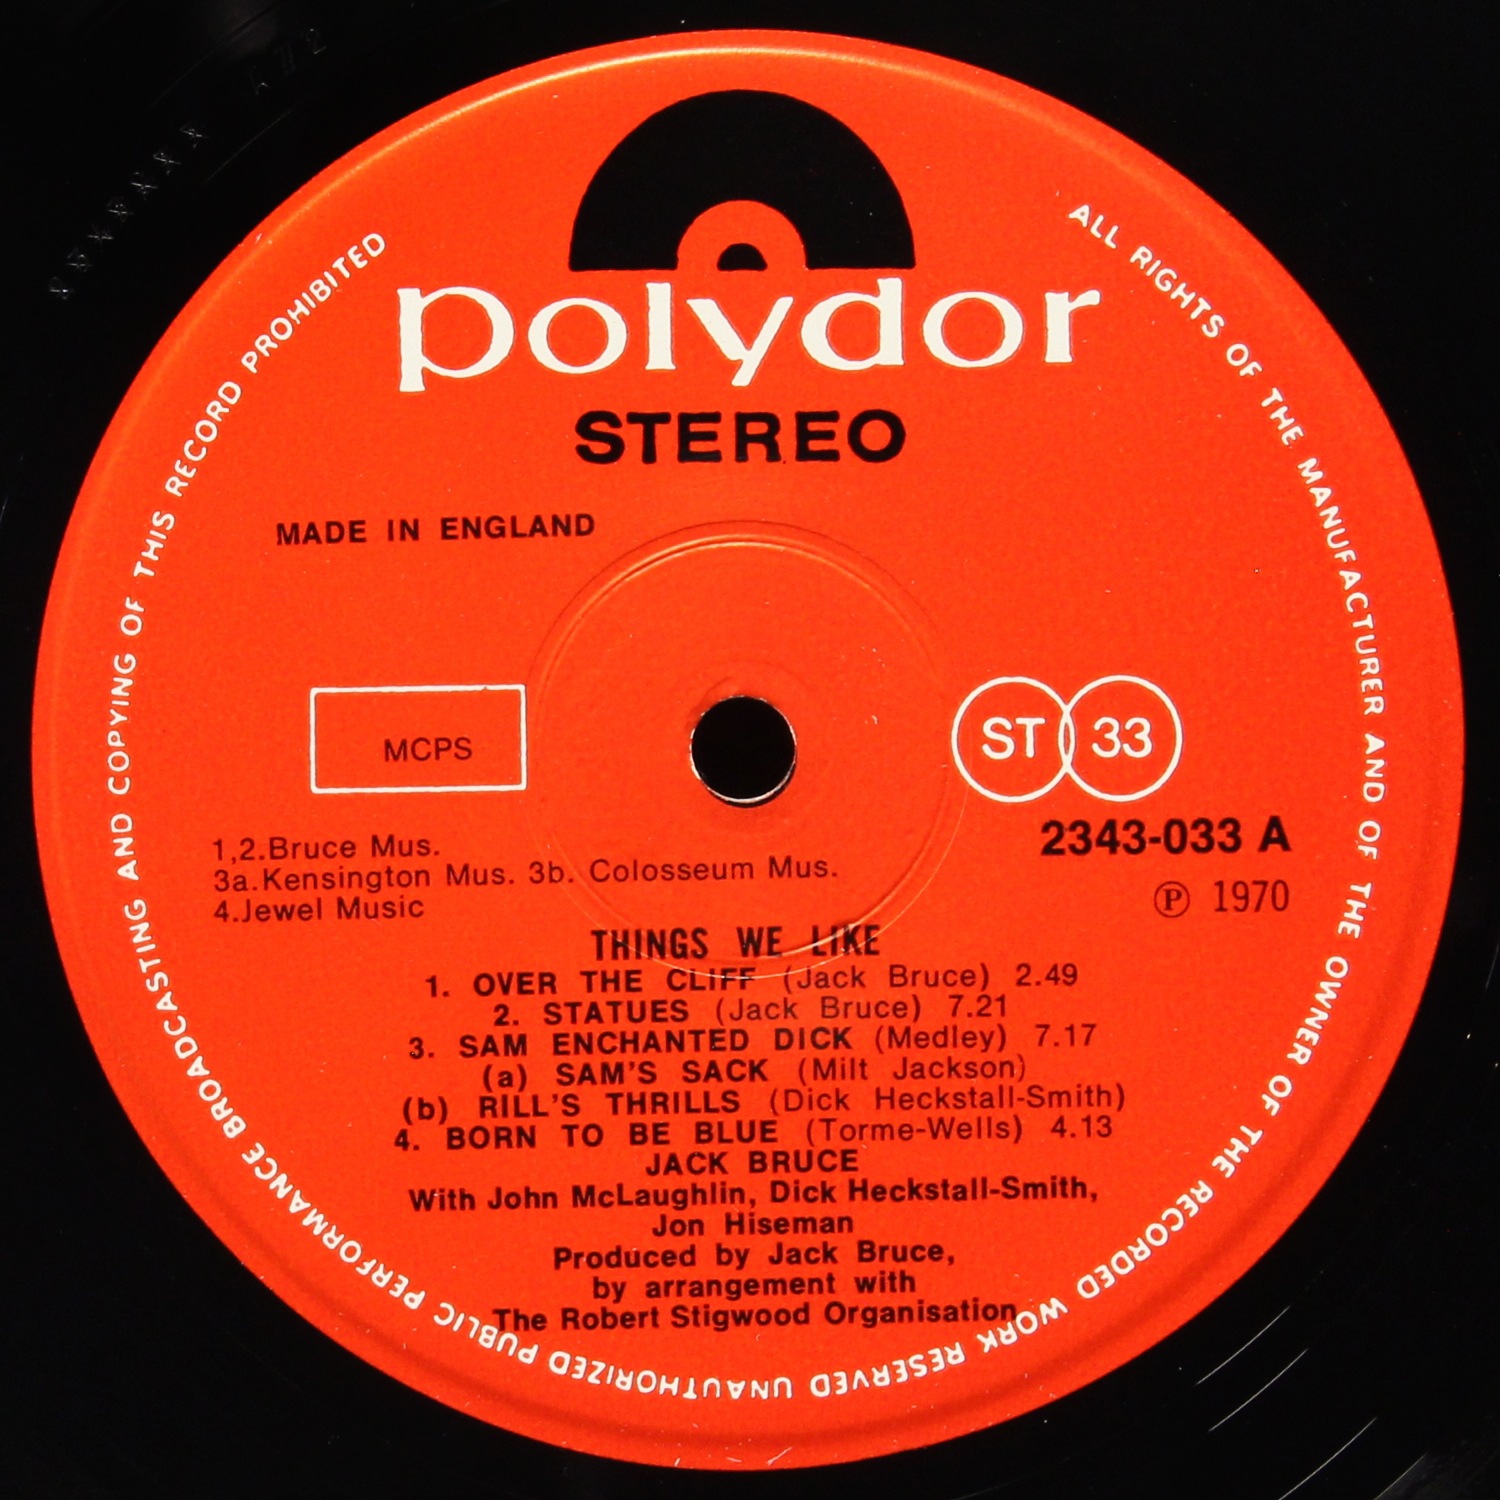 polydor
STEREO
MADE IN ENGLAND
MCPS
ST 33
2343-033 A
℗ 1970
1,2.Bruce Mus.
3a.Kensington Mus. 3b. Colosseum Mus.
4.Jewel Music
THINGS WE LIKE
1. OVER THE CLIFF (Jack Bruce) 2.49
2. STATUES (Jack Bruce) 7.21
3. SAM ENCHANTED DICK (Medley) 7.17
(a) SAM'S SACK (Milt Jackson)
(b) RILL'S THRILLS (Dick Heckstall-Smith)
4. BORN TO BE BLUE (Torme-Wells) 4.13
JACK BRUCE
With John McLaughlin, Dick Heckstall-Smith,
Jon Hiseman
Produced by Jack Bruce,
by arrangement with
The Robert Stigwood Organisation
ALL RIGHTS OF THE MANUFACTURER AND OF THE OWNER OF THE RECORDED WORK RESERVED UNAUTHORIZED PUBLIC PERFORMANCE BROADCASTING AND COPYING OF THIS RECORD PROHIBITED